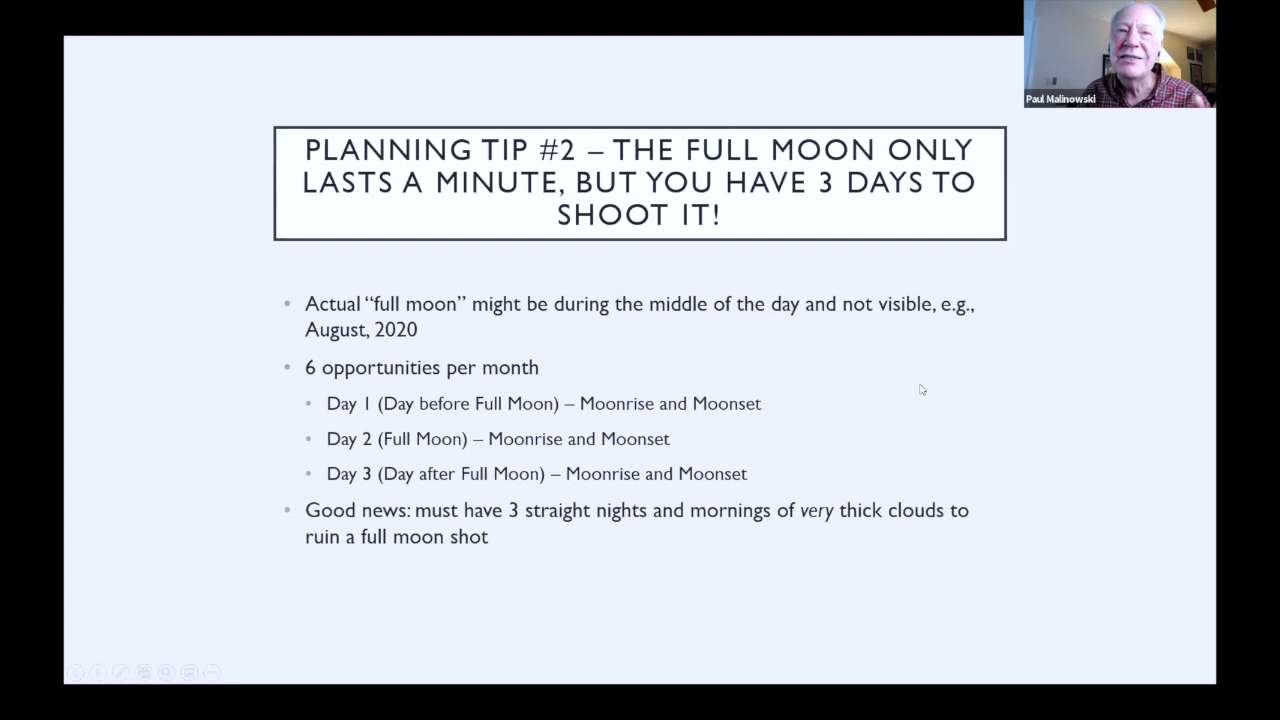 Paul Malinowski
PLANNING TIP #2 – THE FULL MOON ONLY
LASTS A MINUTE, BUT YOU HAVE 3 DAYS TO
SHOOT IT!
• Actual “full moon” might be during the middle of the day and not visible, e.g.,
August, 2020
• 6 opportunities per month
• Day 1 (Day before Full Moon) – Moonrise and Moonset
• Day 2 (Full Moon) – Moonrise and Moonset
• Day 3 (Day after Full Moon) – Moonrise and Moonset
• Good news: must have 3 straight nights and mornings of very thick clouds to
ruin a full moon shot